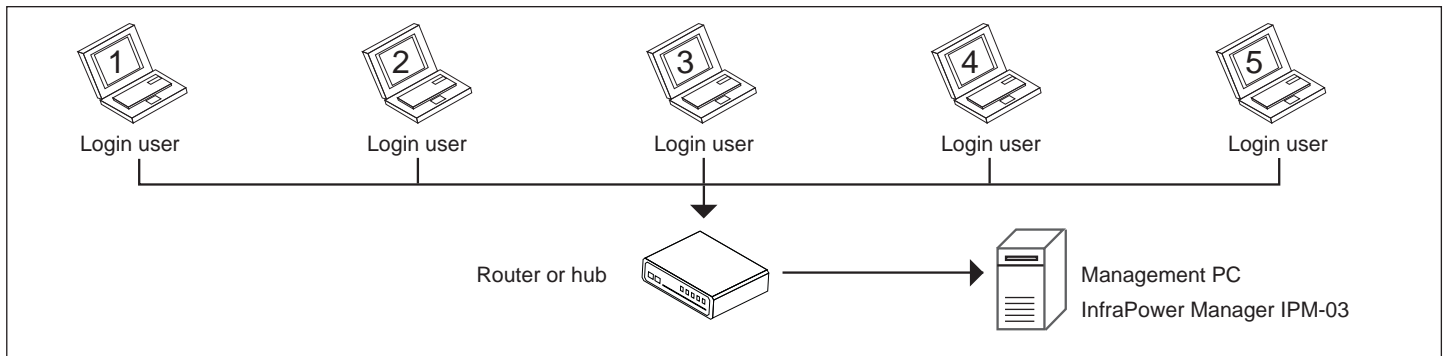 1
2
3
4
5
Login user
Login user
Login user
Login user
Login user
Router or hub
Management PC
InfraPower Manager IPM-03